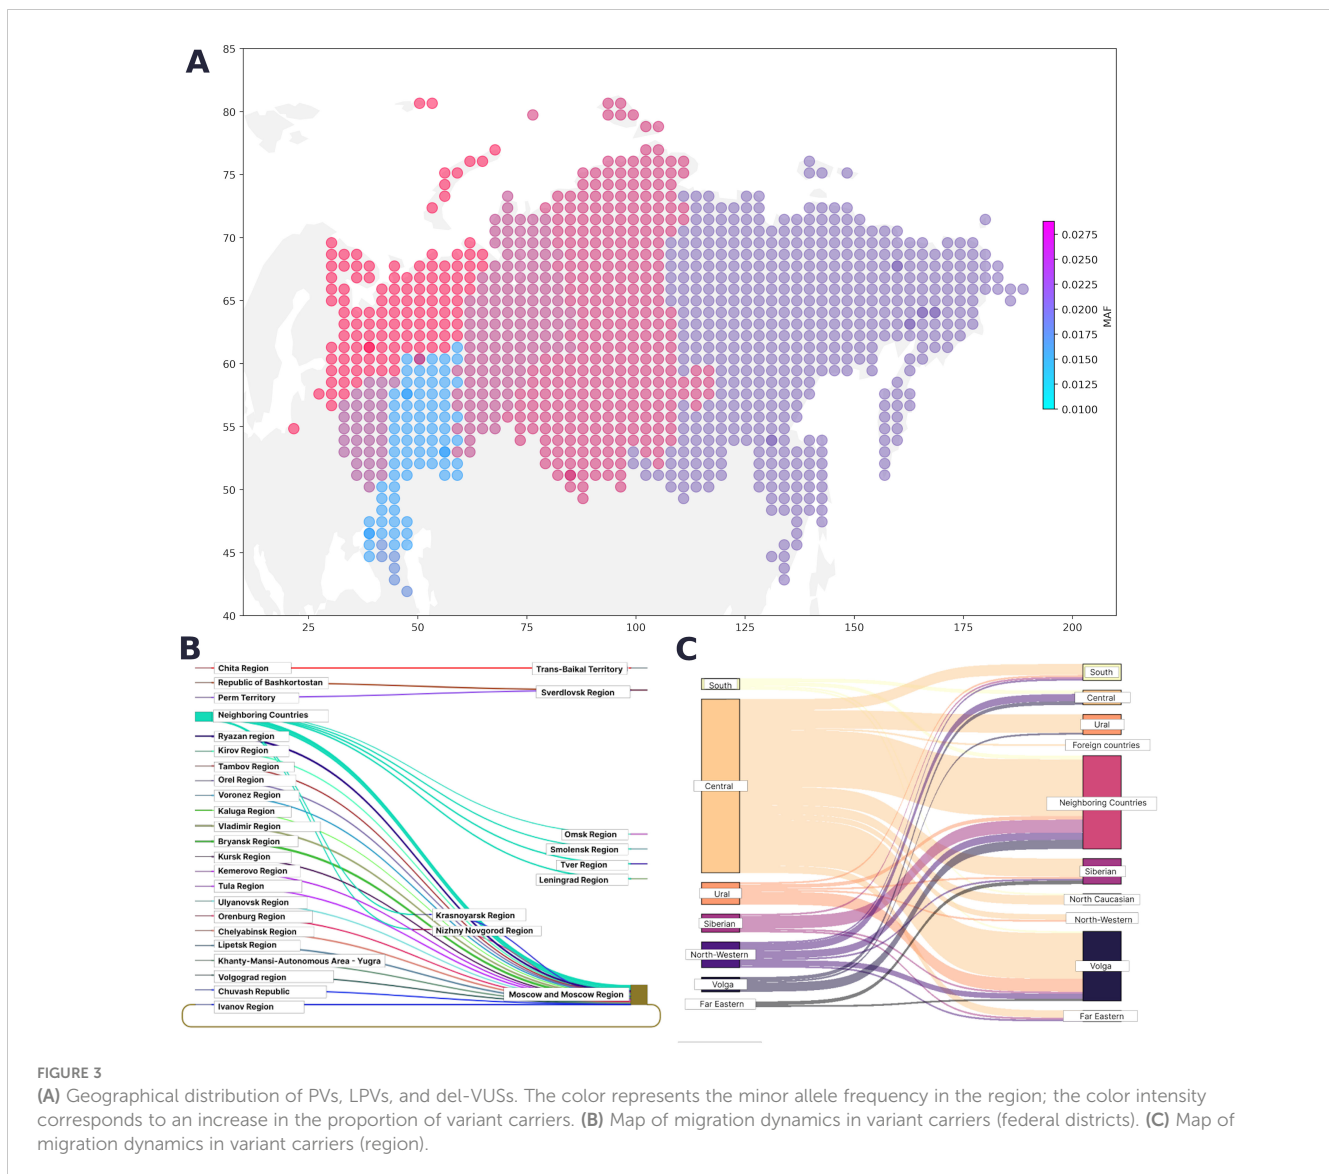 A
85
80
75
70
65
60
55
50
45
40
25
50
75
100
125
150
175
200
0.0275
0.0250
0.0225
0.0200
0.0175
0.0150
0.0125
0.0100
MAF
B
Chita Region
Republic of Bashkortostan
Perm Territory
Neighboring Countries
Ryazan region
Kirov Region
Tambov Region
Orel Region
Voronez Region
Kaluga Region
Vladimir Region
Bryansk Region
Kursk Region
Kemerovo Region
Tula Region
Ulyanovsk Region
Orenburg Region
Chelyabinsk Region
Lipetsk Region
Khanty-Mansi-Autonomous Area - Yugra
Volgograd region
Chuvash Republic
Ivanov Region
Trans-Baikal Territory
Sverdlovsk Region
Omsk Region
Smolensk Region
Tver Region
Leningrad Region
Krasnoyarsk Region
Nizhny Novgorod Region
Moscow and Moscow Region
C
South
Central
Ural
Siberian
North-Western
Volga
Far Eastern
South
Central
Ural
Foreign countries
Neighboring Countries
Siberian
North Caucasian
North-Western
Volga
Far Eastern
FIGURE 3
(A) Geographical distribution of PVs, LPVs, and del-VUSs. The color represents the minor allele frequency in the region; the color intensity
corresponds to an increase in the proportion of variant carriers. (B) Map of migration dynamics in variant carriers (federal districts). (C) Map of
migration dynamics in variant carriers (region).